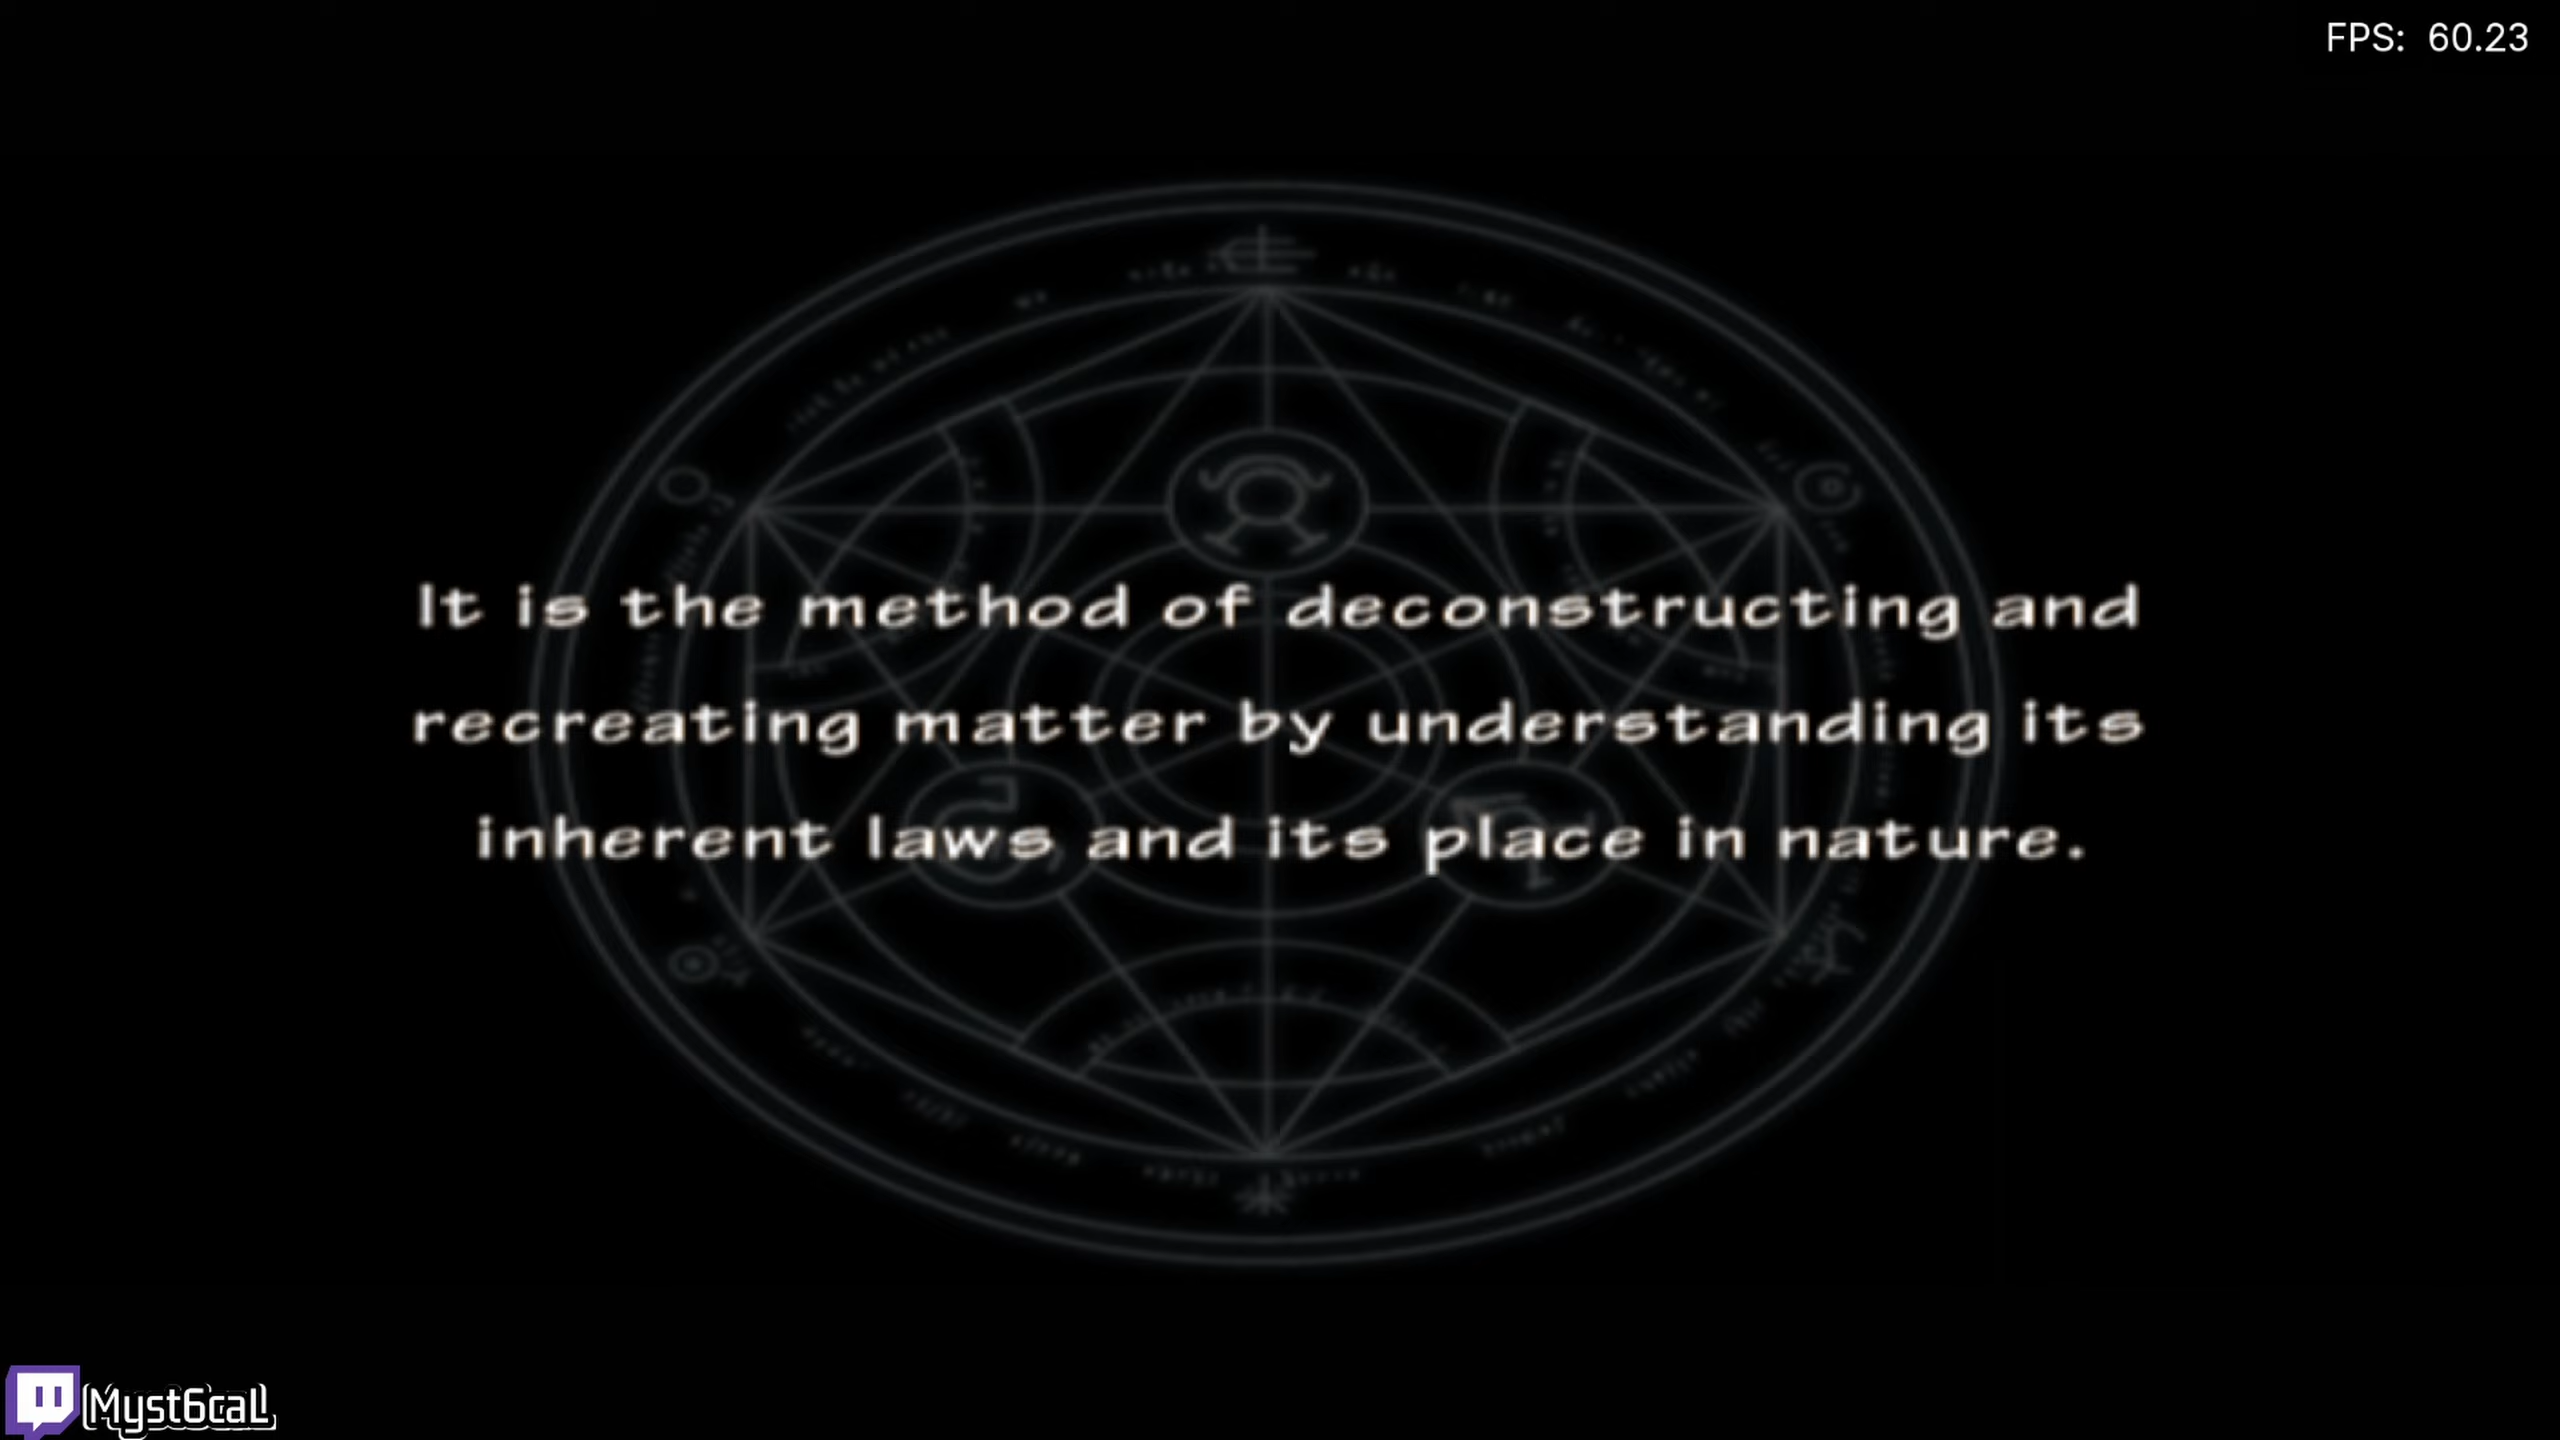 FPS: 60.23
It is the method of deconstructing and
recreating matter by understanding its
inherent laws and its place in nature.
Myst6caL